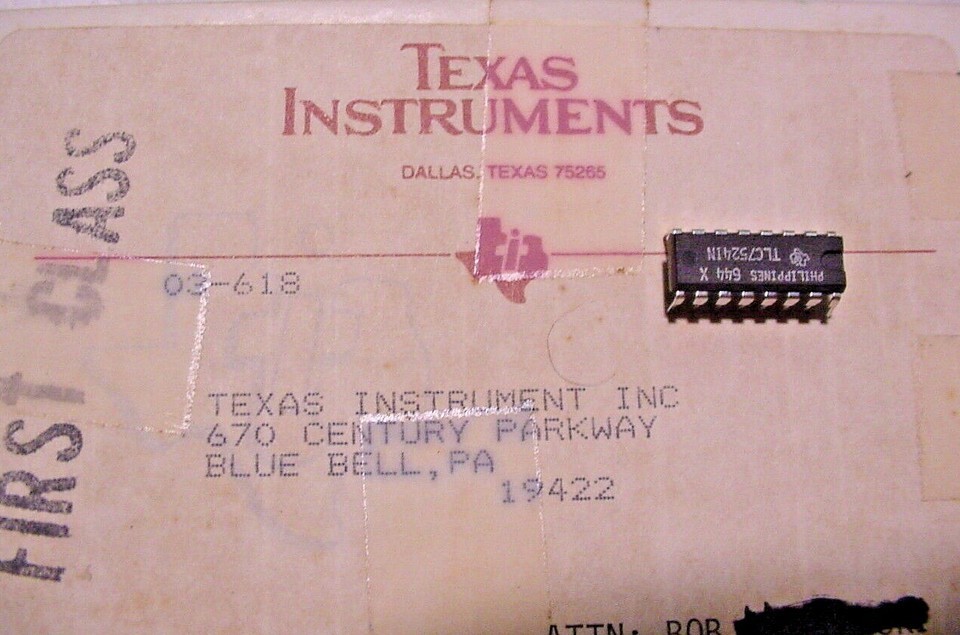 TEXAS
INSTRUMENTS
DALLAS, TEXAS 75265
ti
FIRST CLASS
03-618
PHILIPPINES 644 X
TLC7524IN
TEXAS INSTRUMENT INC
670 CENTURY PARKWAY
BLUE BELL,PA
19422
ATTN: BOB